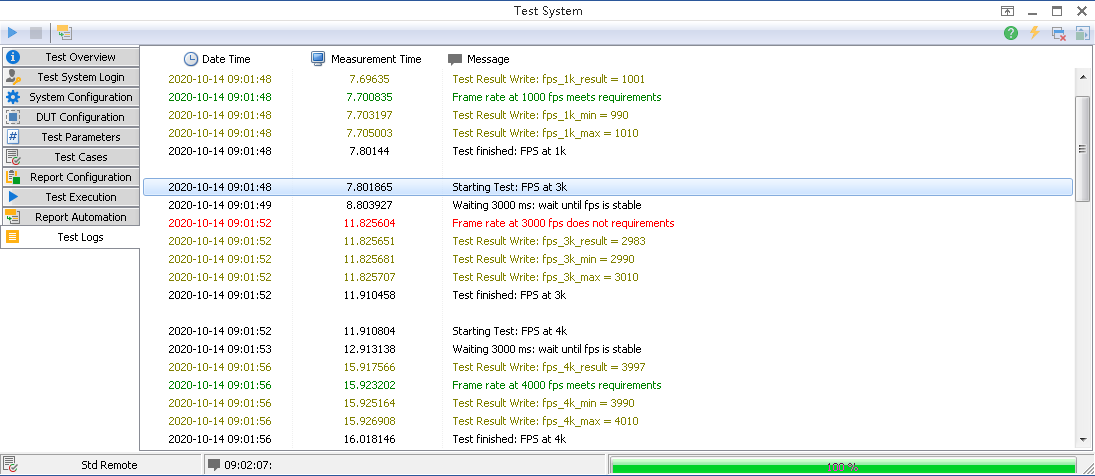 Test System
Test Overview
Test System Login
System Configuration
DUT Configuration
Test Parameters
Test Cases
Report Configuration
Test Execution
Report Automation
Test Logs
Date Time Measurement Time Message
2020-10-14 09:01:48 7.69635 Test Result Write: fps_1k_result = 1001
2020-10-14 09:01:48 7.700835 Frame rate at 1000 fps meets requirements
2020-10-14 09:01:48 7.703197 Test Result Write: fps_1k_min = 990
2020-10-14 09:01:48 7.705003 Test Result Write: fps_1k_max = 1010
2020-10-14 09:01:48 7.80144 Test finished: FPS at 1k
2020-10-14 09:01:48 7.801865 Starting Test: FPS at 3k
2020-10-14 09:01:49 8.803927 Waiting 3000 ms: wait until fps is stable
2020-10-14 09:01:52 11.825604 Frame rate at 3000 fps does not requirements
2020-10-14 09:01:52 11.825651 Test Result Write: fps_3k_result = 2983
2020-10-14 09:01:52 11.825681 Test Result Write: fps_3k_min = 2990
2020-10-14 09:01:52 11.825707 Test Result Write: fps_3k_max = 3010
2020-10-14 09:01:52 11.910458 Test finished: FPS at 3k
2020-10-14 09:01:52 11.910804 Starting Test: FPS at 4k
2020-10-14 09:01:53 12.913138 Waiting 3000 ms: wait until fps is stable
2020-10-14 09:01:56 15.917566 Test Result Write: fps_4k_result = 3997
2020-10-14 09:01:56 15.923202 Frame rate at 4000 fps meets requirements
2020-10-14 09:01:56 15.925164 Test Result Write: fps_4k_min = 3990
2020-10-14 09:01:56 15.926908 Test Result Write: fps_4k_max = 4010
2020-10-14 09:01:56 16.018146 Test finished: FPS at 4k
Std Remote 09:02:07: 100 %